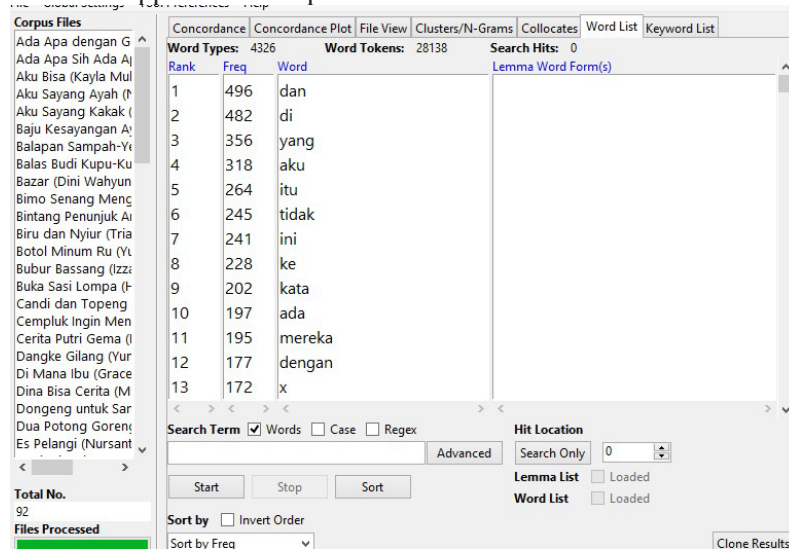 Corpus Files
Ada Apa dengan G
Ada Apa Sih Ada A
Aku Bisa (Kayla Mul
Aku Sayang Ayah (
Aku Sayang Kakak (
Baju Kesayangan A
Balapan Sampah-Ye
Balas Budi Kupu-Ku
Bazar (Dini Wahyun
Bimo Senang Meng
Bintang Penunjuk A
Biru dan Nyiur (Tria
Botol Minum Ru (Yu
Bubur Bassang (Izza
Buka Sasi Lompa (H
Candi dan Topeng
Cempluk Ingin Men
Cerita Putri Gema (
Dangke Gilang (Yur
Di Mana Ibu (Grace
Dina Bisa Cerita (M
Dongeng untuk Sar
Dua Potong Goreng
Es Pelangi (Nursant
Total No.
92
Files Processed
Concordance Concordance Plot File View Clusters/N-Grams Collocates Word List Keyword List
Word Types: 4326 Word Tokens: 28138 Search Hits: 0
Rank Freq Word Lemma Word Form(s)
1 496 dan
2 482 di
3 356 yang
4 318 aku
5 264 itu
6 245 tidak
7 241 ini
8 228 ke
9 202 kata
10 197 ada
11 195 mereka
12 177 dengan
13 172 x
Search Term Words Case Regex Hit Location
Advanced Search Only 0
Start Stop Sort Lemma List Loaded
Word List Loaded
Sort by Invert Order
Sort by Freq Clone Results